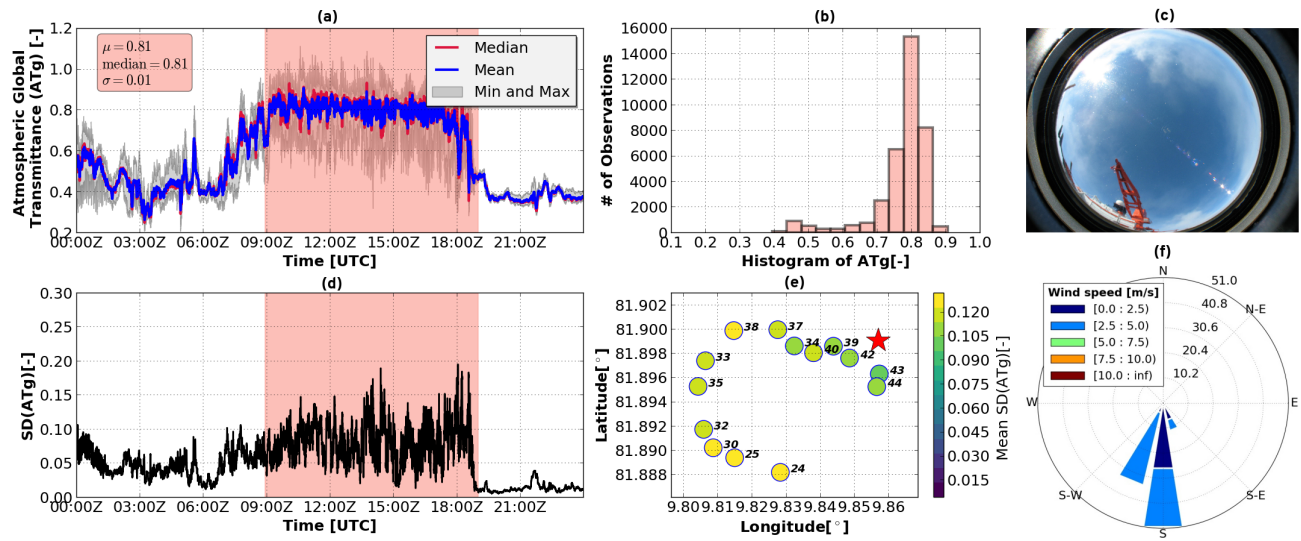 (a)
Atmospheric Global
Transmittance (ATg) [-]
1.2
1.0
0.8
0.6
0.4
0.2
μ = 0.81
median = 0.81
σ = 0.01
Median
Mean
Min and Max
00:00Z 03:00Z 06:00Z 09:00Z 12:00Z 15:00Z 18:00Z 21:00Z
Time [UTC]
(b)
# of Observations
16000
14000
12000
10000
8000
6000
4000
2000
0
0.1 0.2 0.3 0.4 0.5 0.6 0.7 0.8 0.9 1.0
Histogram of ATg[-]
(c)
(d)
SD(ATg)[-]
0.30
0.25
0.20
0.15
0.10
0.05
0.00
00:00Z 03:00Z 06:00Z 09:00Z 12:00Z 15:00Z 18:00Z 21:00Z
Time [UTC]
(e)
Latitude[°]
81.902
81.900
81.898
81.896
81.894
81.892
81.890
81.888
38
37
34
40
39
42
33
43
35
44
32
30
25
24
9.80 9.81 9.82 9.83 9.84 9.85 9.86
Longitude[°]
0.120
0.105
0.090
0.075
0.060
0.045
0.030
0.015
Mean SD(ATg)[-]
(f)
N
N-E
E
S-E
S
S-W
W
51.0
40.8
30.6
20.4
10.2
Wind speed [m/s]
[0.0 : 2.5)
[2.5 : 5.0)
[5.0 : 7.5)
[7.5 : 10.0)
[10.0 : inf)